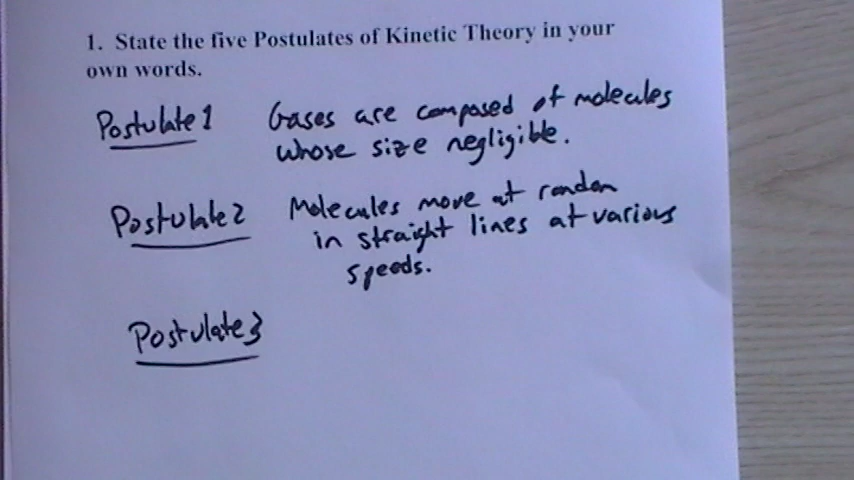 1. State the five Postulates of Kinetic Theory in your
own words.
Postulate 1 Gases are composed of molecules
whose size negligible.
Postulate 2 Molecules move at random
in straight lines at various
speeds.
Postulate 3